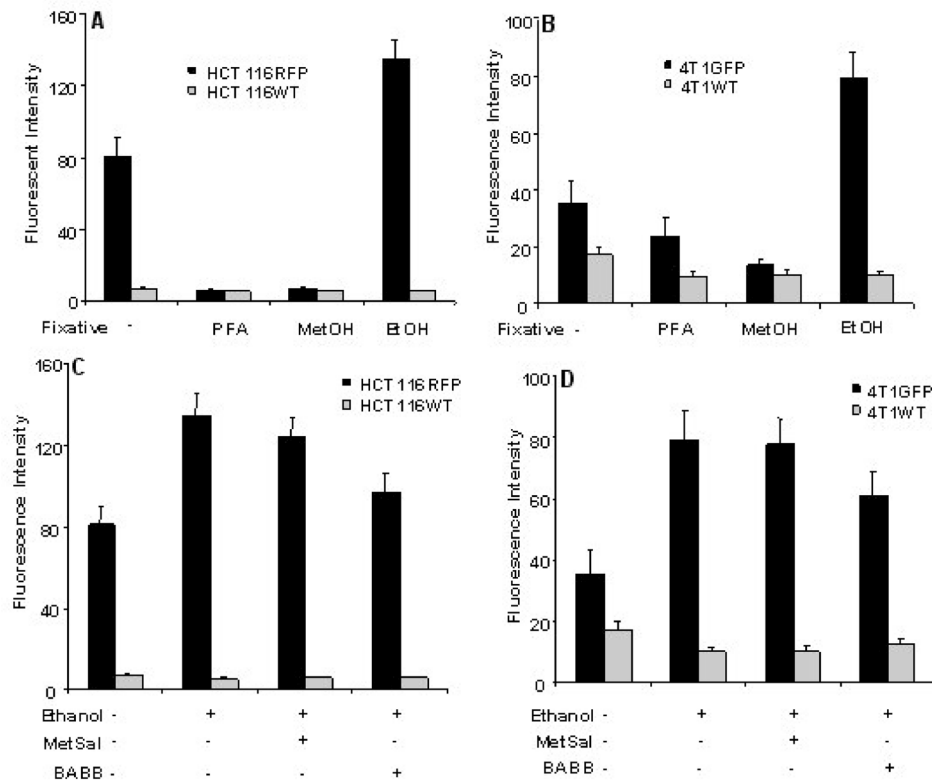 A
Fluorescent Intensity
160
120
80
40
0
HCT 116RFP
HCT 116WT
Fixative - PFA MetOH EtOH
B
Fluorescence Intensity
100
80
60
40
20
0
4T1GFP
4T1WT
Fixative - PFA MetOH EtOH
C
Fluorescence Intensity
160
120
80
40
0
HCT 116 RFP
HCT 116WT
Ethanol - + + +
MetSal - - + -
BABB - - - +
D
Fluorescence Intensity
100
80
60
40
20
0
4T1GFP
4T1WT
Ethanol - + + +
MetSal - - + -
BABB - - - +